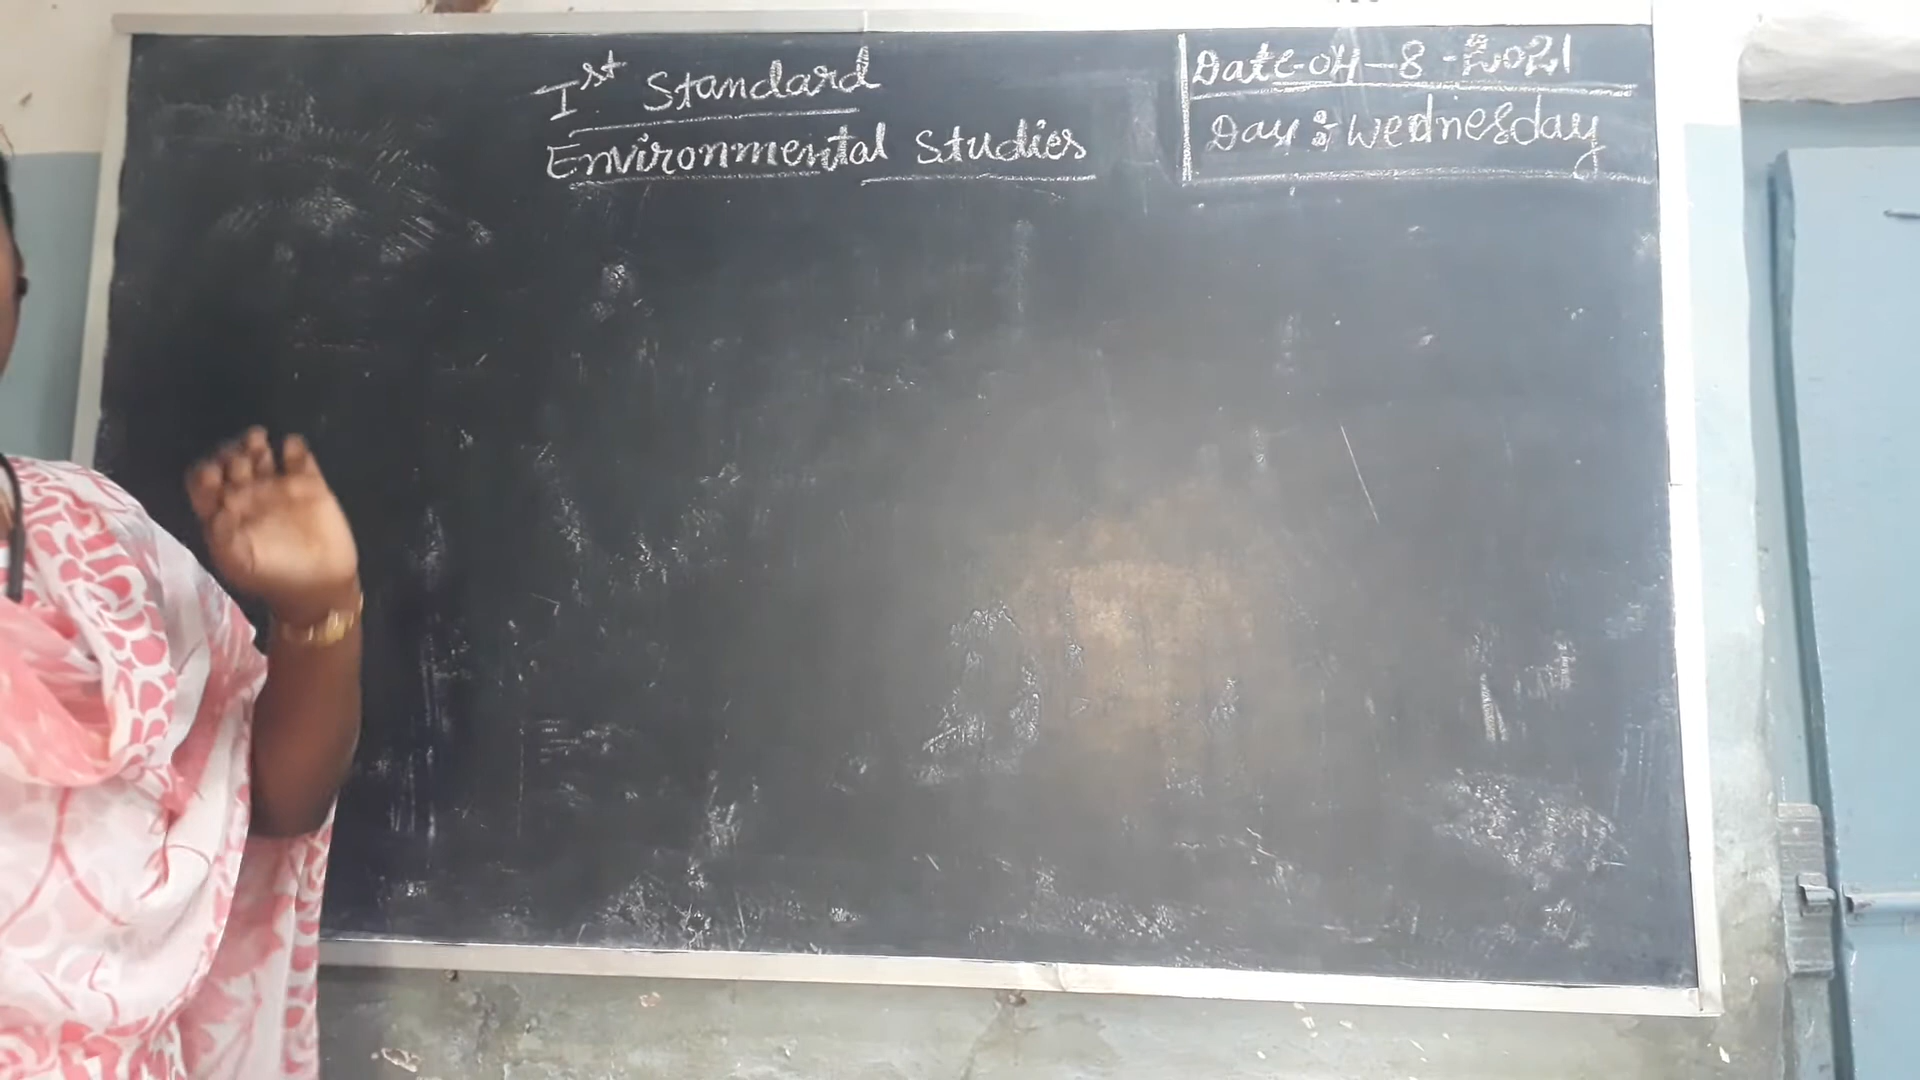 Ist Standard
Environmental Studies
Date-04-8-2021
Day :- Wednesday